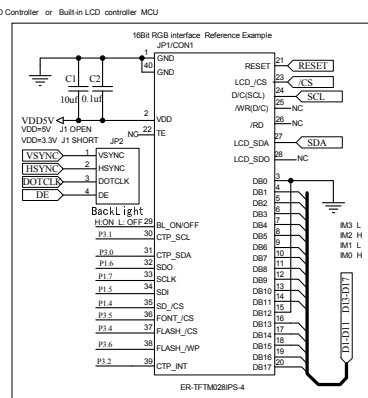 D Controller or Built-in LCD controller MCU
16Bit RGB interface Reference Example
JP1/CON1
1 GND
40 GND
C1 C2
10uf 0.1uf
VDD5V 2 VDD
VDD=5V J1 OPEN
VDD=3.3V J1 SHORT
NC 22 TE
JP2
VSYNC 1 VSYNC
HSYNC 2 HSYNC
DOTCLK 3 DOTCLK
DE 4 DE
BackLight
H:ON L: OFF 29 BL_ON/OFF
P3.1 30 CTP_SCL
P3.0 31 CTP_SDA
P1.6 32 SDO
P1.7 33 SCLK
P1.5 34 SDI
P1.4 35 SD_/CS
P3.5 36 FONT_/CS
P3.4 37 FLASH_/CS
P3.6 38 FLASH_/WP
P3.2 39 CTP_INT
RESET 21 RESET
LCD_/CS 23 /CS
D/C(SCL) 24 SCL
/WR(D/C) 25 NC
/RD 26 NC
LCD_SDA 27 SDA
LCD_SDO 28 NC
DB0 3
DB1 4
DB2 5
DB3 6
DB4 7
DB5 8
DB6 9
DB7 10
DB8 11
DB9 12
DB10 13
DB11 14
DB12 15
DB13 16
DB14 17
DB15 18
DB16 19
DB17 20
IM3 L
IM2 H
IM1 L
IM0 H
D1-D11 D13-D17
ER-TFTM028IPS-4